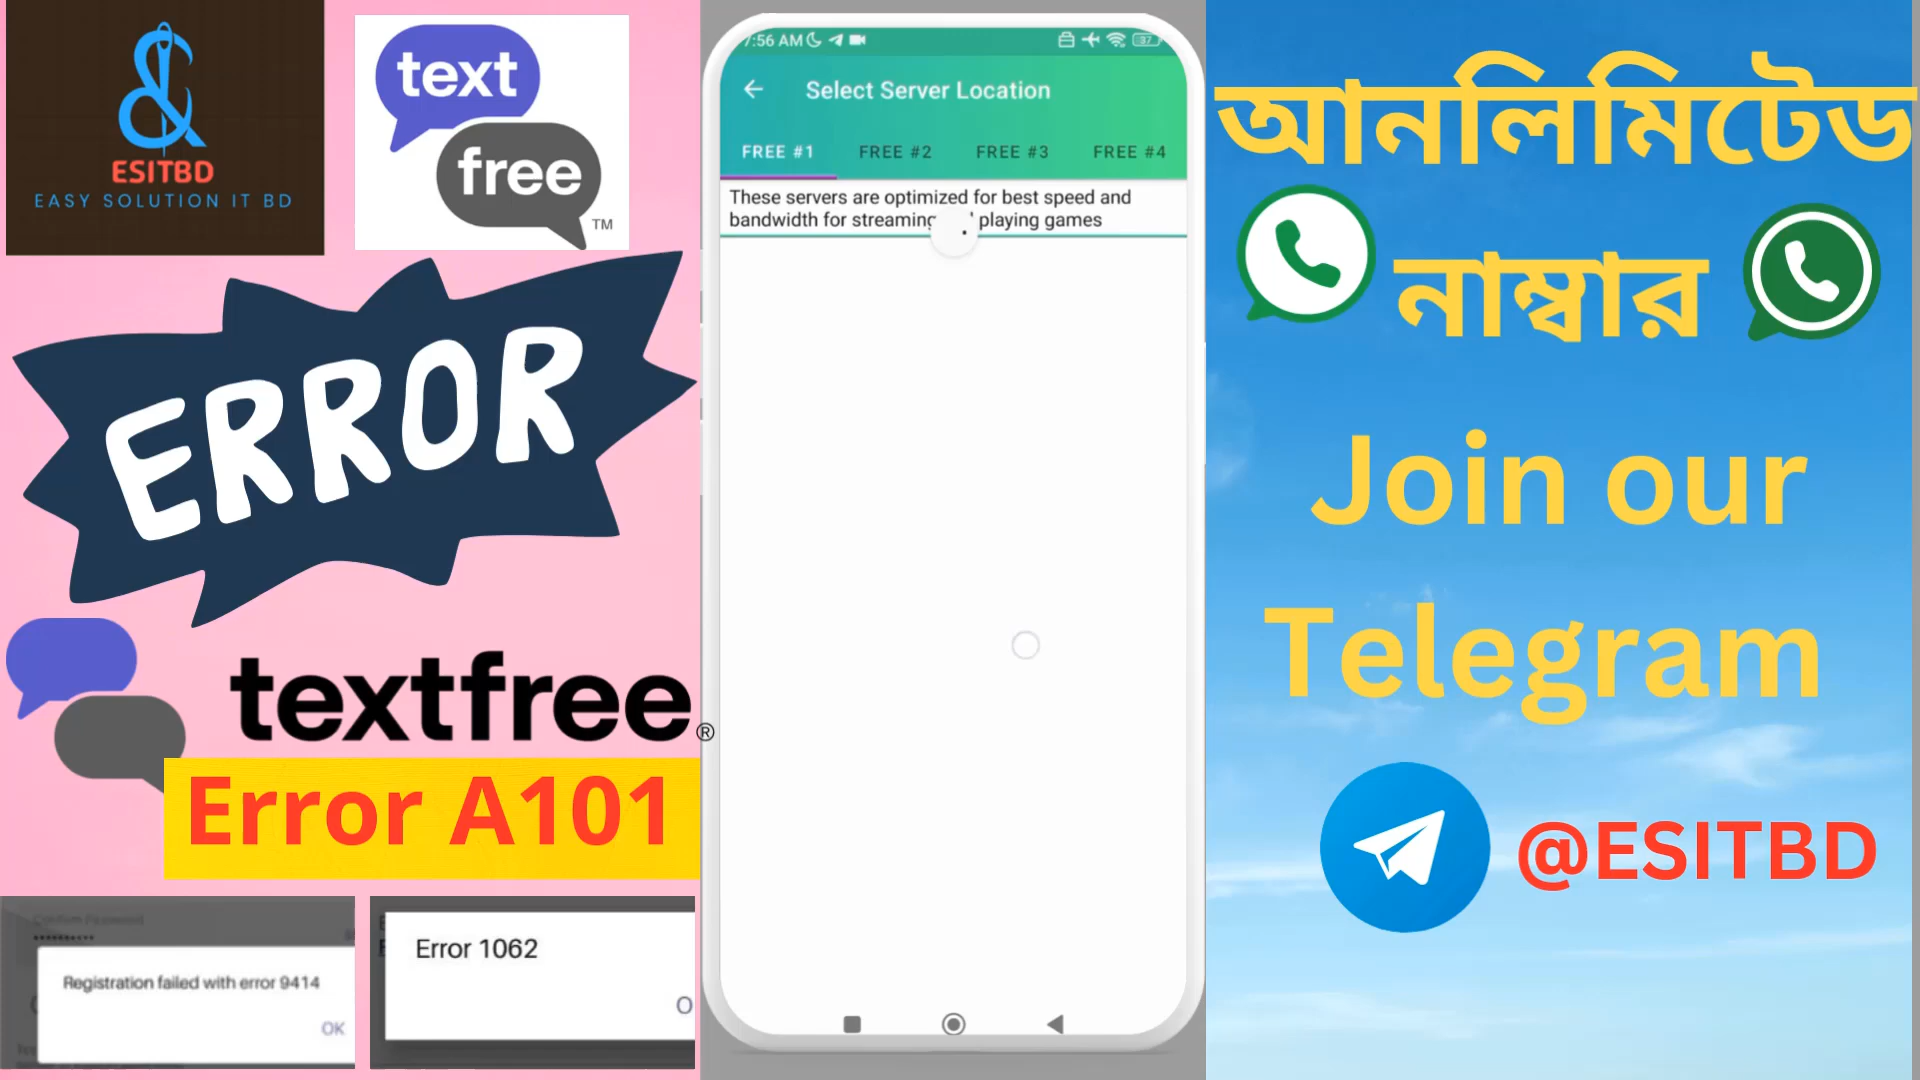 ESITBD
EASY SOLUTION IT BD
text
free
TM
ERROR
textfree®
Error A101
Registration failed with error 9414
OK
Error 1062
7:56 AM
37
Select Server Location
FREE #1 FREE #2 FREE #3 FREE #4
These servers are optimized for best speed and
bandwidth for streaming playing games
আনলিমিটেড
নাম্বার
Join our
Telegram
@ESITBD